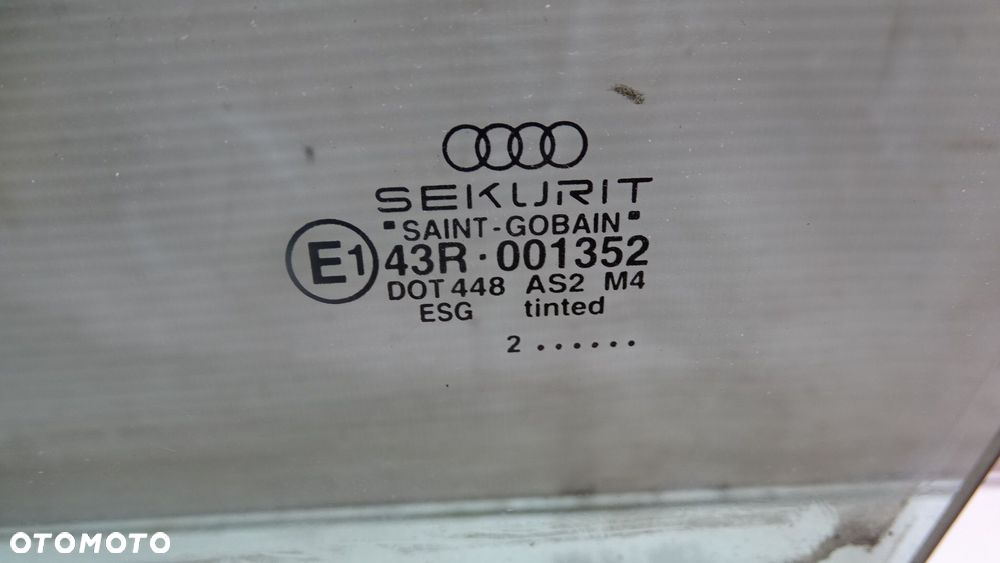 SEKURIT
"SAINT-GOBAIN"
E1 43R·001352
DOT 448 AS2 M4
ESG tinted
2 ......
OTOMOTO